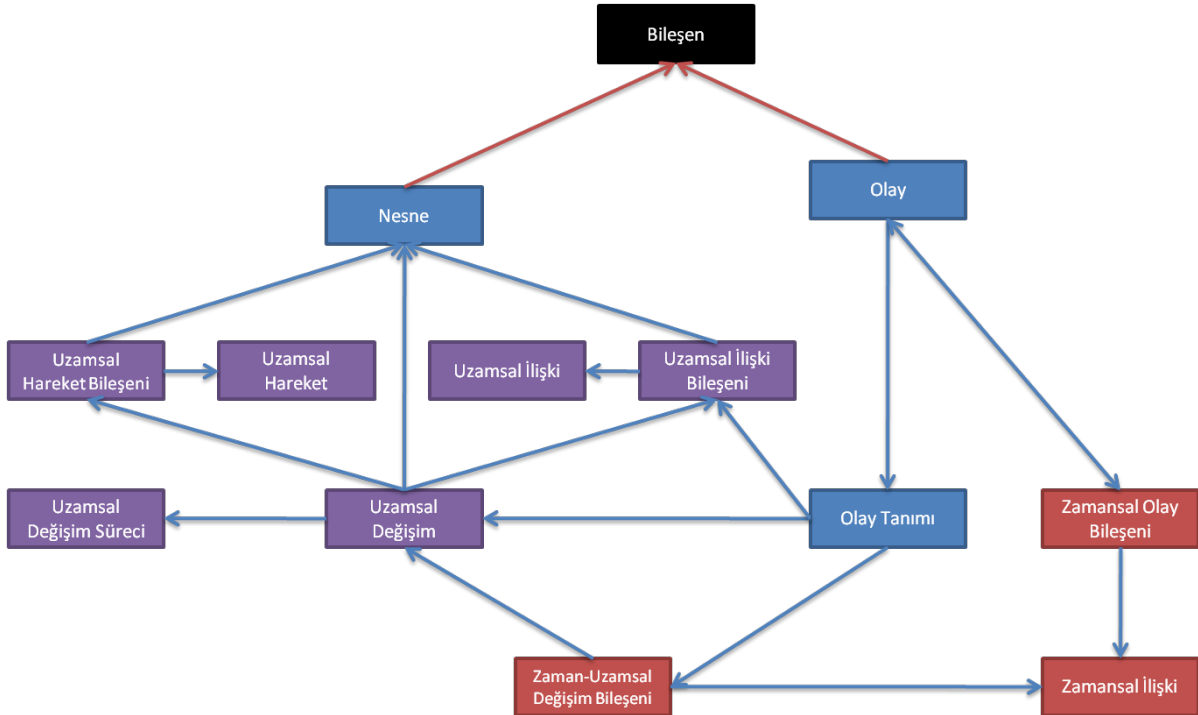 Bileşen
Olay
Nesne
Uzamsal
Hareket Bileşeni
Uzamsal
Hareket
Uzamsal İlişki
Uzamsal İlişki
Bileşeni
Uzamsal
Değişim Süreci
Uzamsal
Değişim
Olay Tanımı
Zamansal Olay
Bileşeni
Zaman-Uzamsal
Değişim Bileşeni
Zamansal İlişki